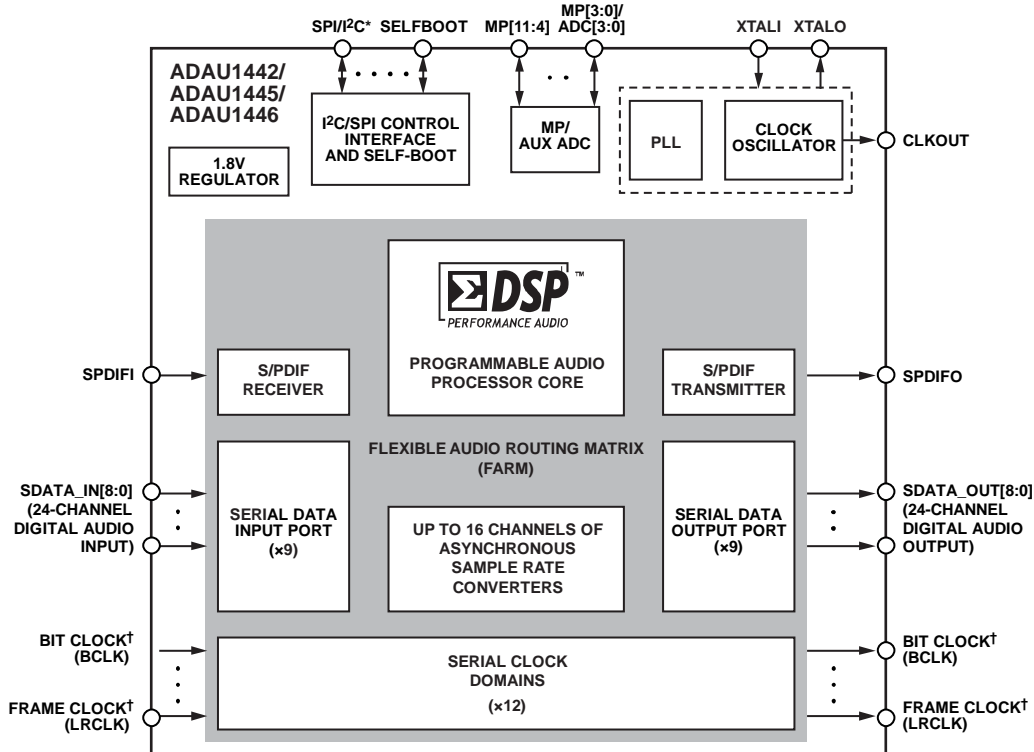 SPI/I²C* SELFBOOT MP[11:4] MP[3:0]/
ADC[3:0] XTALI XTALO
ADAU1442/
ADAU1445/
ADAU1446
I²C/SPI CONTROL
INTERFACE
AND SELF-BOOT
MP/
AUX ADC
PLL
CLOCK
OSCILLATOR
CLKOUT
1.8V
REGULATOR
ΣDSP™
PERFORMANCE AUDIO
PROGRAMMABLE AUDIO
PROCESSOR CORE
SPDIFI
S/PDIF
RECEIVER
S/PDIF
TRANSMITTER
SPDIFO
FLEXIBLE AUDIO ROUTING MATRIX
(FARM)
SDATA_IN[8:0]
(24-CHANNEL
DIGITAL AUDIO
INPUT)
SERIAL DATA
INPUT PORT
(×9)
UP TO 16 CHANNELS OF
ASYNCHRONOUS
SAMPLE RATE
CONVERTERS
SERIAL DATA
OUTPUT PORT
(×9)
SDATA_OUT[8:0]
(24-CHANNEL
DIGITAL AUDIO
OUTPUT)
BIT CLOCK†
(BCLK)
FRAME CLOCK†
(LRCLK)
SERIAL CLOCK
DOMAINS
(×12)
BIT CLOCK†
(BCLK)
FRAME CLOCK†
(LRCLK)